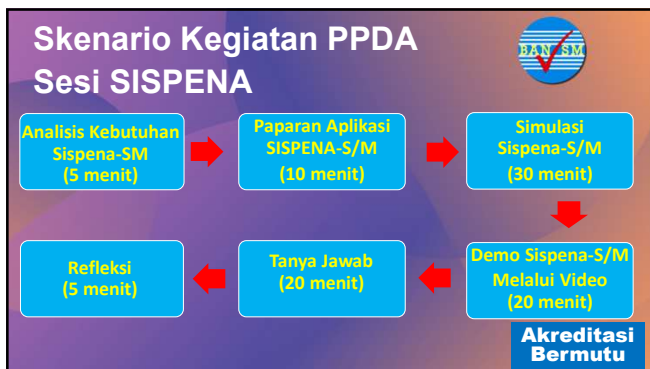 Skenario Kegiatan PPDA
Sesi SISPENA
BAN SM
Analisis Kebutuhan
Sispena-SM
(5 menit)
Paparan Aplikasi
SISPENA-S/M
(10 menit)
Simulasi
Sispena-S/M
(30 menit)
Demo Sispena-S/M
Melalui Video
(20 menit)
Tanya Jawab
(20 menit)
Refleksi
(5 menit)
Akreditasi
Bermutu